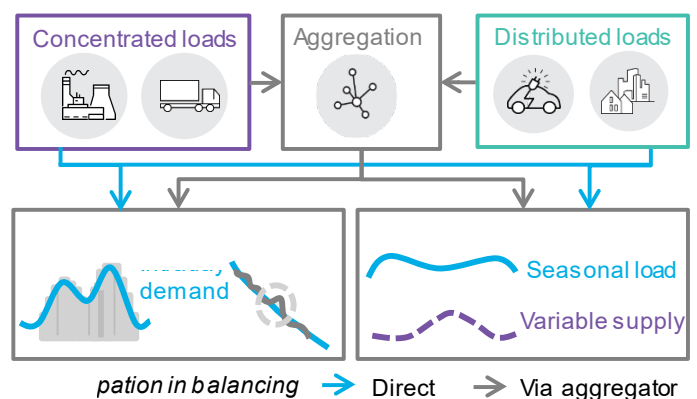 Concentrated loads
Aggregation
Distributed loads
demand
Seasonal load
Variable supply
pation in balancing
Direct
Via aggregator